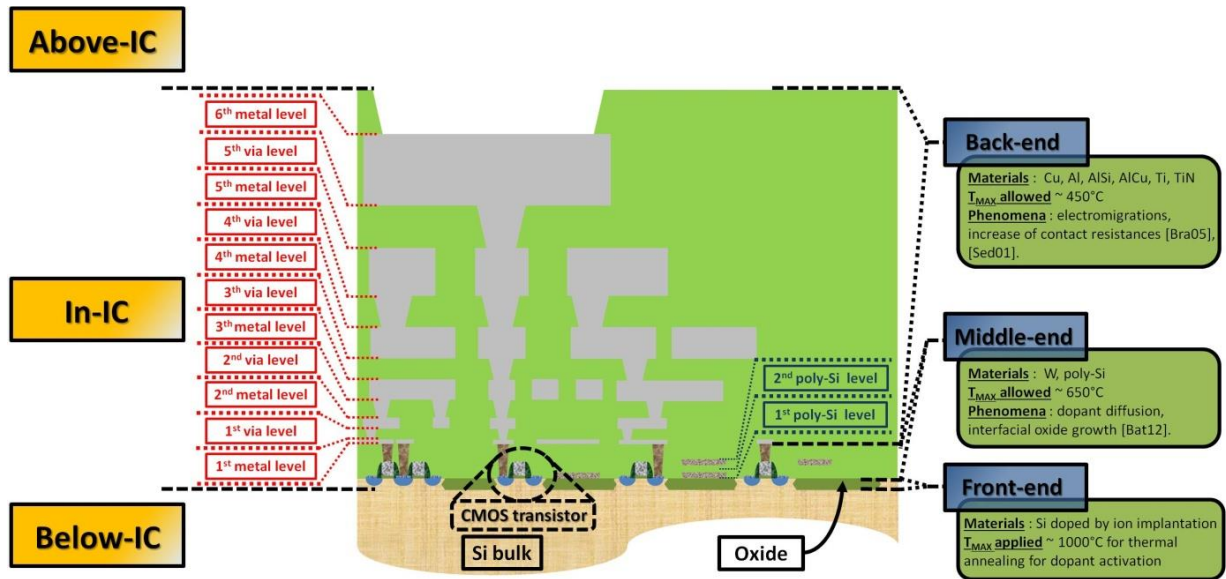 Above-IC
6th metal level
5th via level
5th metal level
4th via level
4th metal level
3th via level
3th metal level
2nd via level
2nd metal level
1st via level
1st metal level
In-IC
Below-IC
2nd poly-Si level
1st poly-Si level
CMOS transistor
Si bulk
Oxide
Back-end
Materials : Cu, Al, AlSi, AlCu, Ti, TiN
TMAX allowed ~ 450°C
Phenomena : electromigrations,
increase of contact resistances [Bra05],
[Sed01].
Middle-end
Materials : W, poly-Si
TMAX allowed ~ 650°C
Phenomena : dopant diffusion,
interfacial oxide growth [Bat12].
Front-end
Materials : Si doped by ion implantation
TMAX applied ~ 1000°C for thermal
annealing for dopant activation